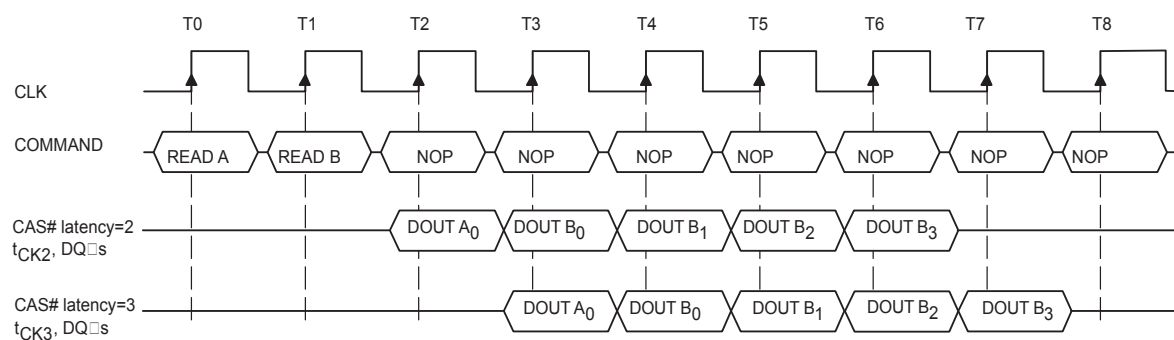 T0 T1 T2 T3 T4 T5 T6 T7 T8
CLK
COMMAND READ A READ B NOP NOP NOP NOP NOP NOP NOP
CAS# latency=2
tCK2, DQ□s DOUT A0 DOUT B0 DOUT B1 DOUT B2 DOUT B3
CAS# latency=3
tCK3, DQ□s DOUT A0 DOUT B0 DOUT B1 DOUT B2 DOUT B3